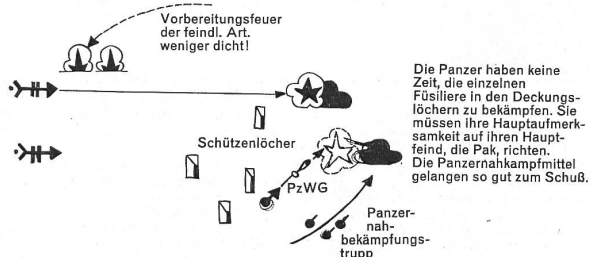 Vorbereitungsfeuer
der feindl. Art.
weniger dicht!
Schützenlöcher
PzWG
Panzer-
nah-
bekämpfungs-
trupp
Die Panzer haben keine
Zeit, die einzelnen
Füsiliere in den Deckungs-
löchern zu bekämpfen. Sie
müssen ihre Hauptaufmerk-
samkeit auf ihren Haupt-
feind, die Pak, richten.
Die Panzernahkampfmittel
gelangen so gut zum Schuß.